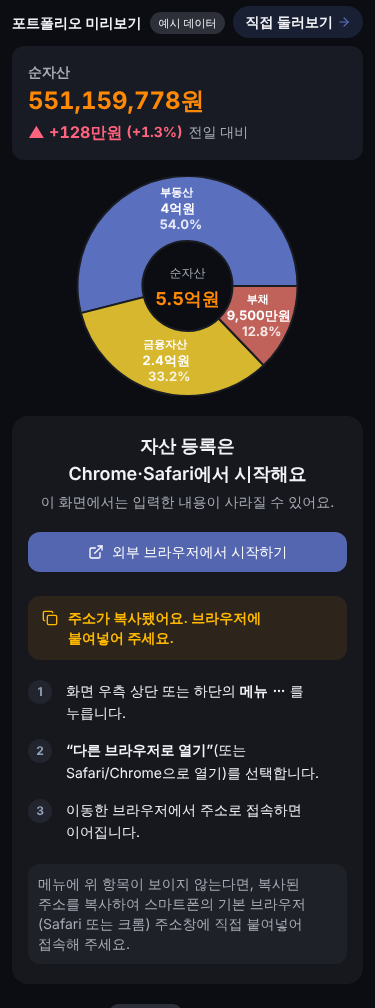 포트폴리오 미리보기 예시 데이터 직접 둘러보기 →
순자산
551,159,778원
▲ +128만원 (+1.3%) 전일 대비
부동산
4억원
54.0%
순자산
5.5억원
부채
9,500만원
12.8%
금융자산
2.4억원
33.2%
자산 등록은
Chrome·Safari에서 시작해요
이 화면에서는 입력한 내용이 사라질 수 있어요.
외부 브라우저에서 시작하기
주소가 복사됐어요. 브라우저에
붙여넣어 주세요.
1 화면 우측 상단 또는 하단의 메뉴 ⋯ 를
누릅니다.
2 “다른 브라우저로 열기”(또는
Safari/Chrome으로 열기)를 선택합니다.
3 이동한 브라우저에서 주소로 접속하면
이어집니다.
메뉴에 위 항목이 보이지 않는다면, 복사된
주소를 복사하여 스마트폰의 기본 브라우저
(Safari 또는 크롬) 주소창에 직접 붙여넣어
접속해 주세요.